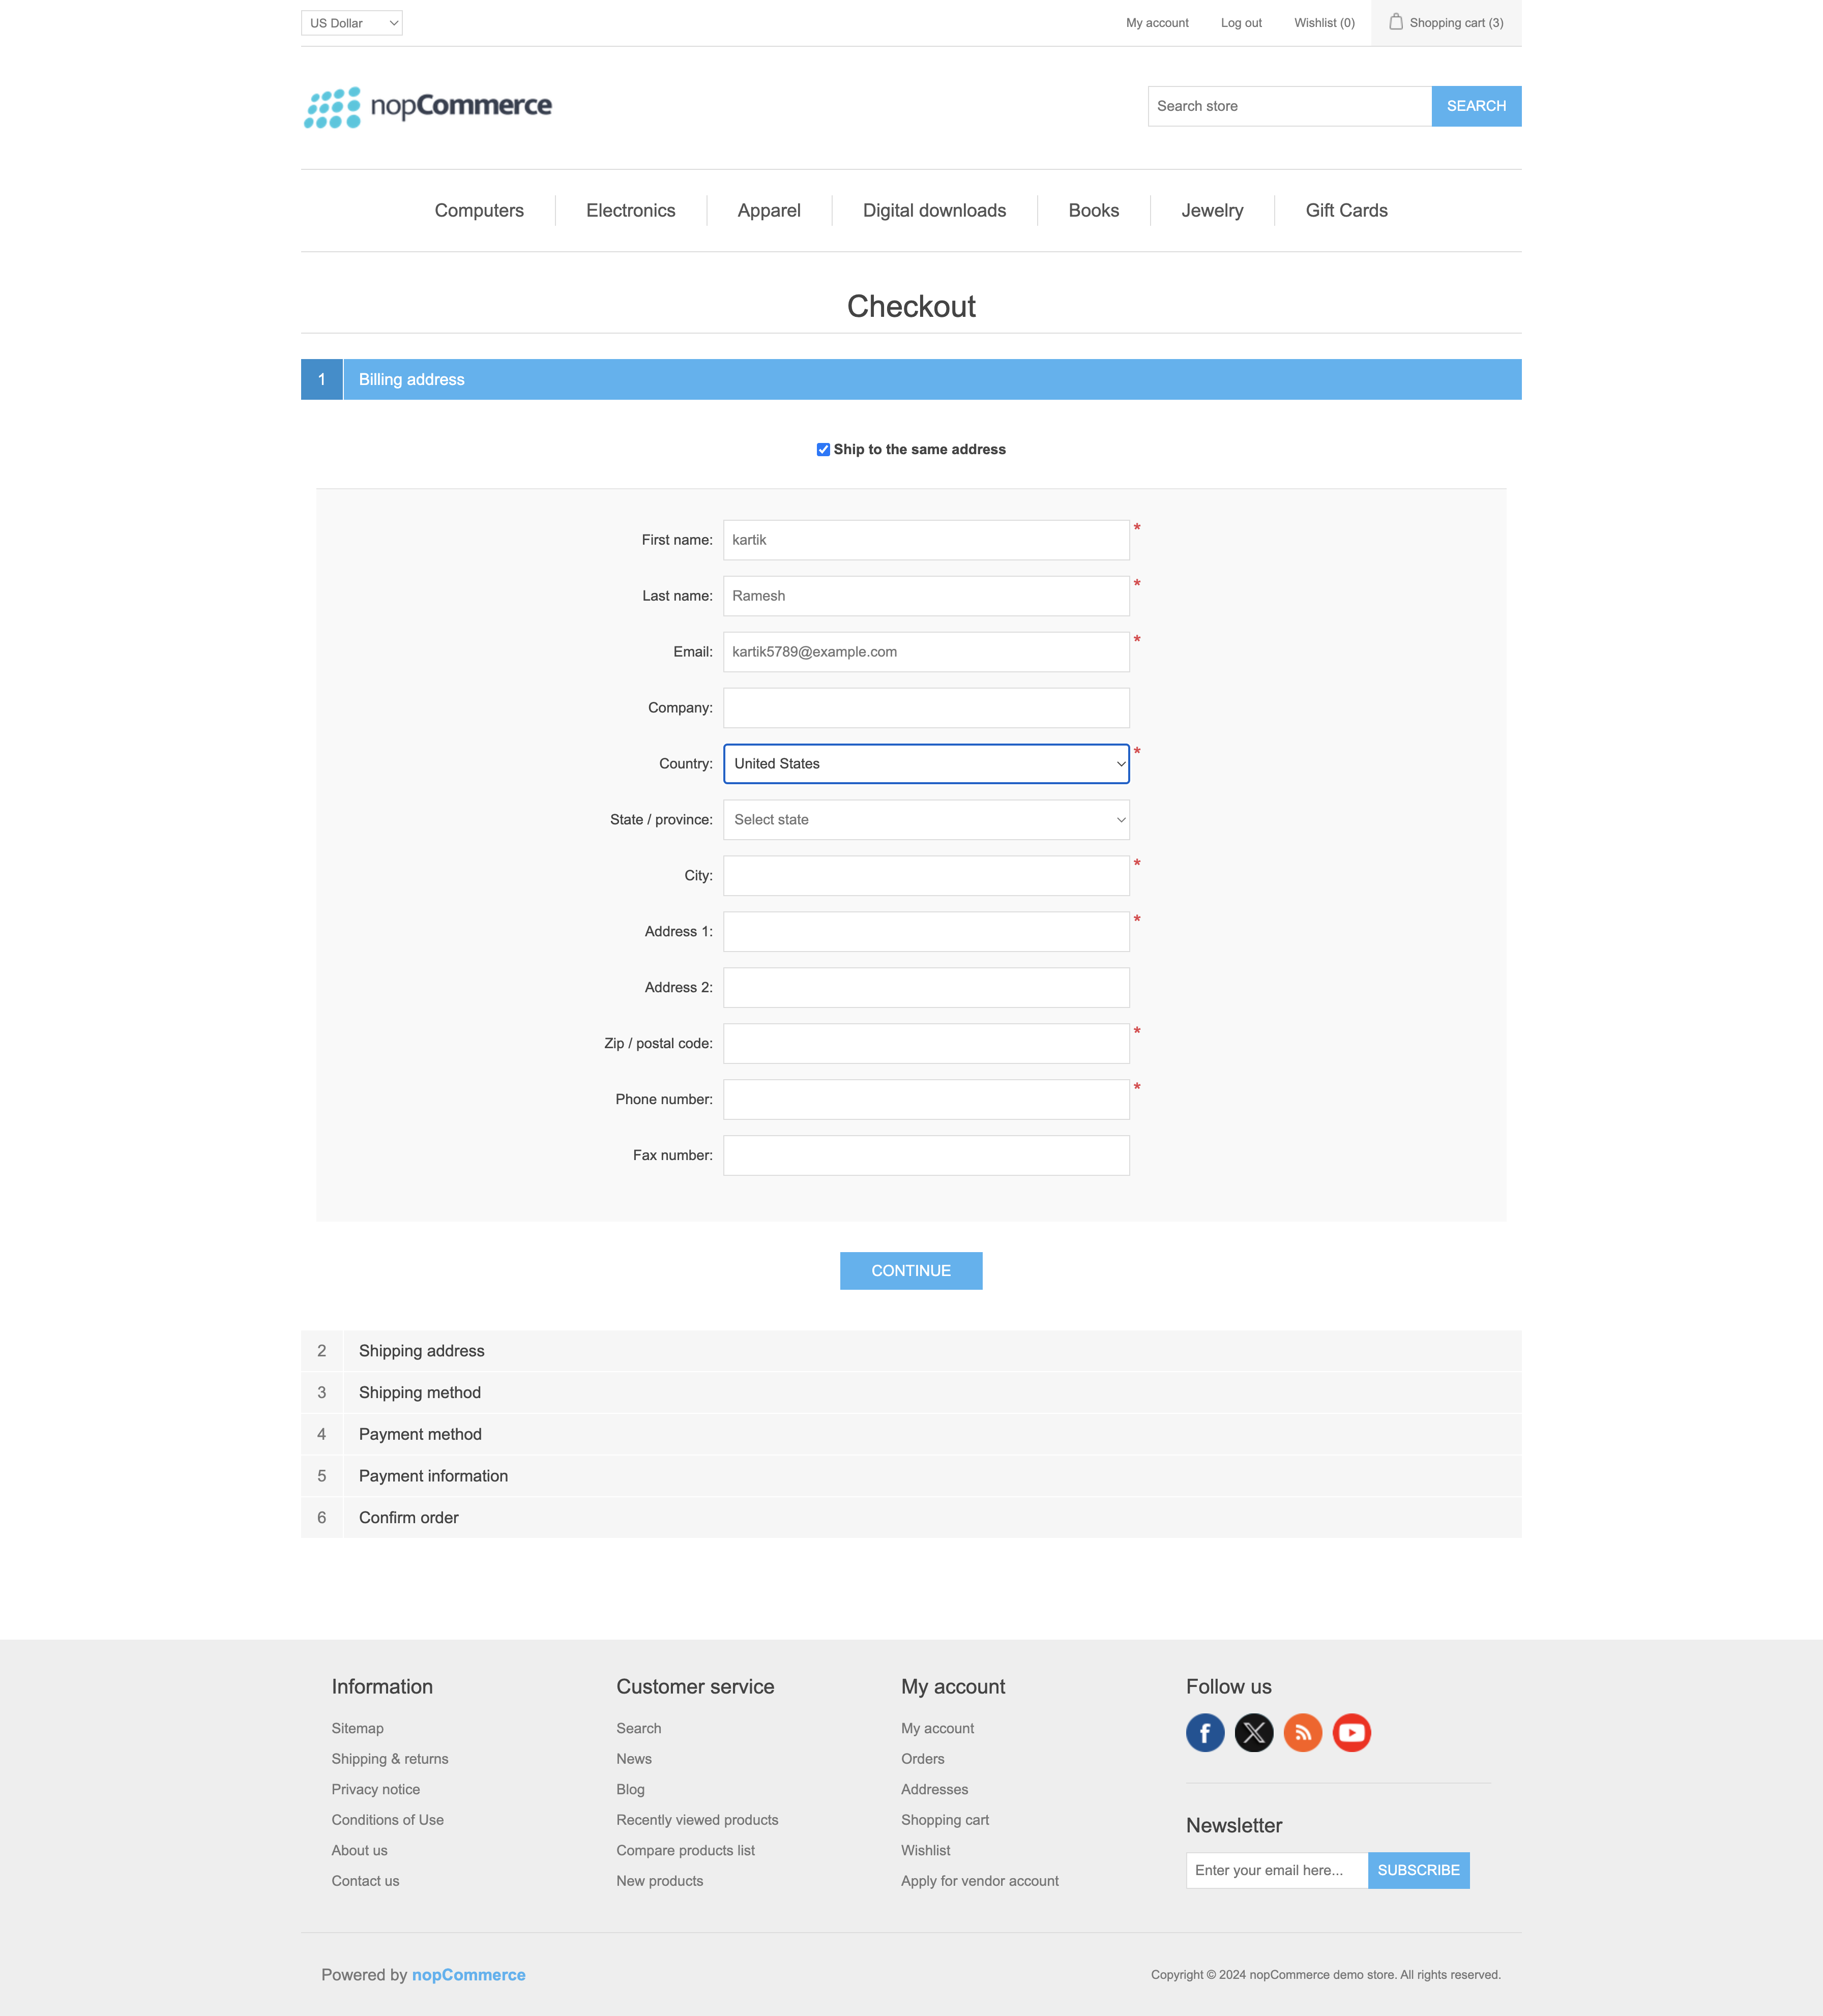 US Dollar
My account
Log out
Wishlist (0)
Shopping cart (3)
nopCommerce
Search store
SEARCH
Computers
Electronics
Apparel
Digital downloads
Books
Jewelry
Gift Cards
Checkout
1 Billing address
Ship to the same address
First name: kartik *
Last name: Ramesh *
Email: kartik5789@example.com *
Company:
Country: United States *
State / province: Select state
City: *
Address 1: *
Address 2:
Zip / postal code: *
Phone number: *
Fax number:
CONTINUE
2 Shipping address
3 Shipping method
4 Payment method
5 Payment information
6 Confirm order
Information
Sitemap
Shipping & returns
Privacy notice
Conditions of Use
About us
Contact us
Customer service
Search
News
Blog
Recently viewed products
Compare products list
New products
My account
My account
Orders
Addresses
Shopping cart
Wishlist
Apply for vendor account
Follow us
Newsletter
Enter your email here...
SUBSCRIBE
Powered by nopCommerce
Copyright © 2024 nopCommerce demo store. All rights reserved.